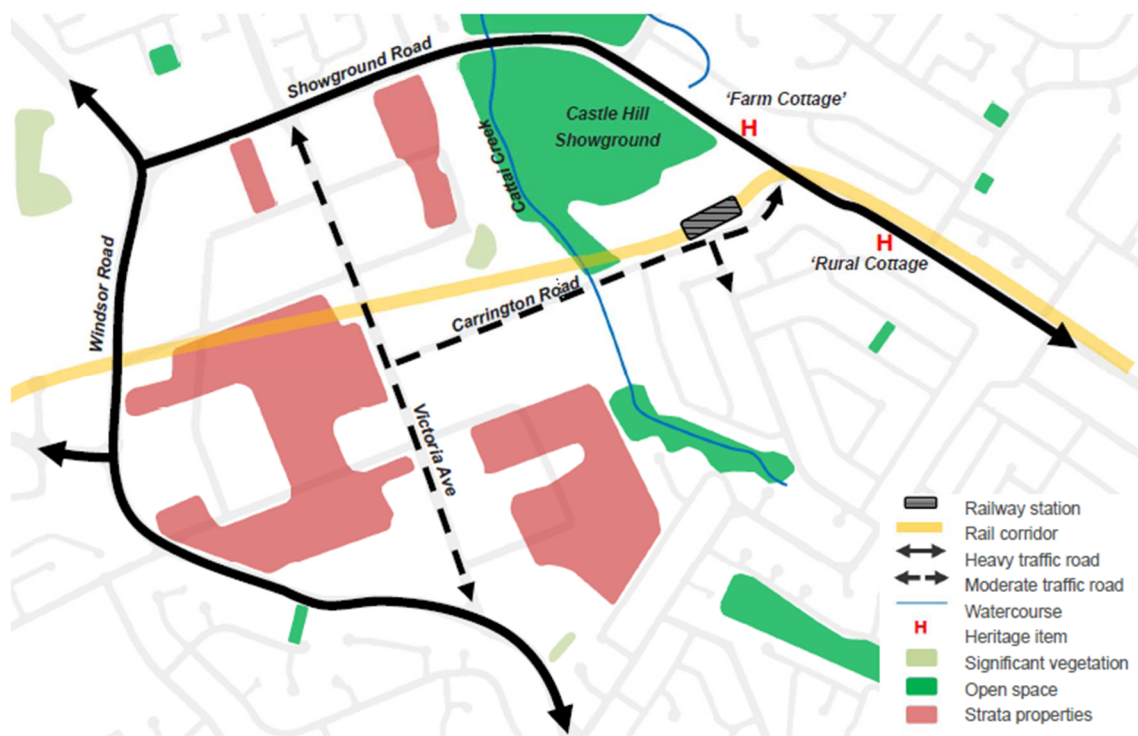 Showground Road
'Farm Cottage'
H
Castle Hill
Showground
Cattai Creek
H
'Rural Cottage
Windsor Road
Carrington Road
Victoria Ave
Railway station
Rail corridor
Heavy traffic road
Moderate traffic road
Watercourse
H
Heritage item
Significant vegetation
Open space
Strata properties